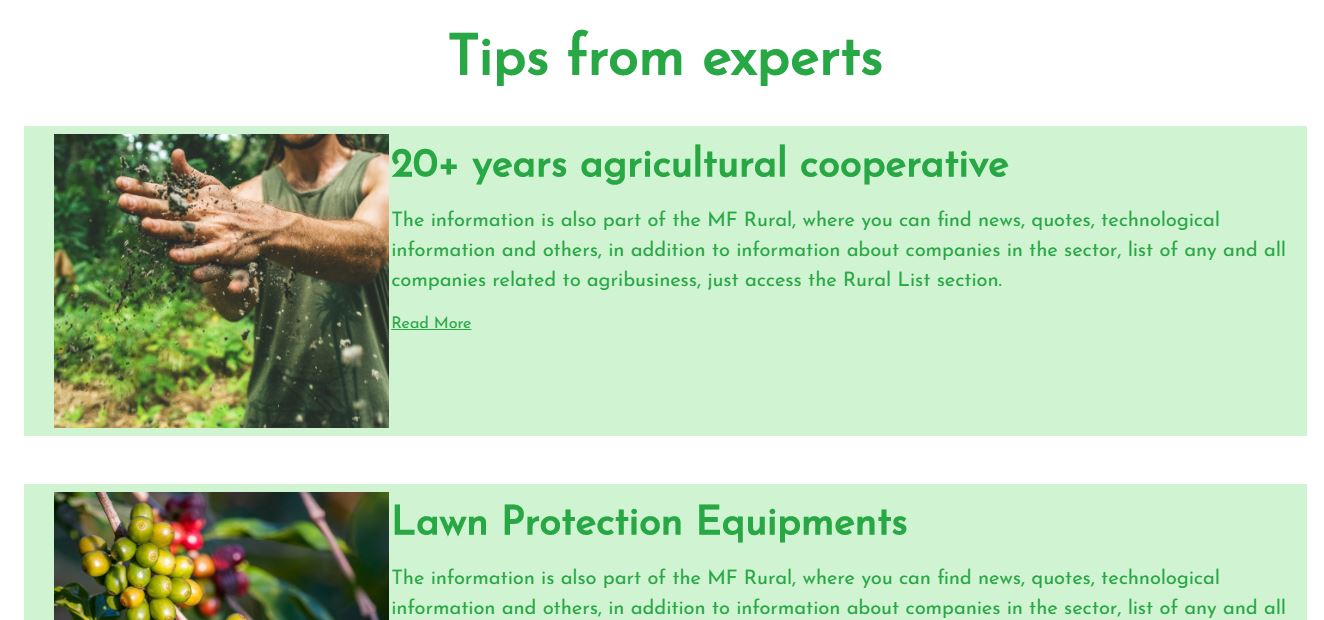 Tips from experts
20+ years agricultural cooperative
The information is also part of the MF Rural, where you can find news, quotes, technological
information and others, in addition to information about companies in the sector, list of any and all
companies related to agribusiness, just access the Rural List section.
Read More
Lawn Protection Equipments
The information is also part of the MF Rural, where you can find news, quotes, technological
information and others, in addition to information about companies in the sector, list of any and all